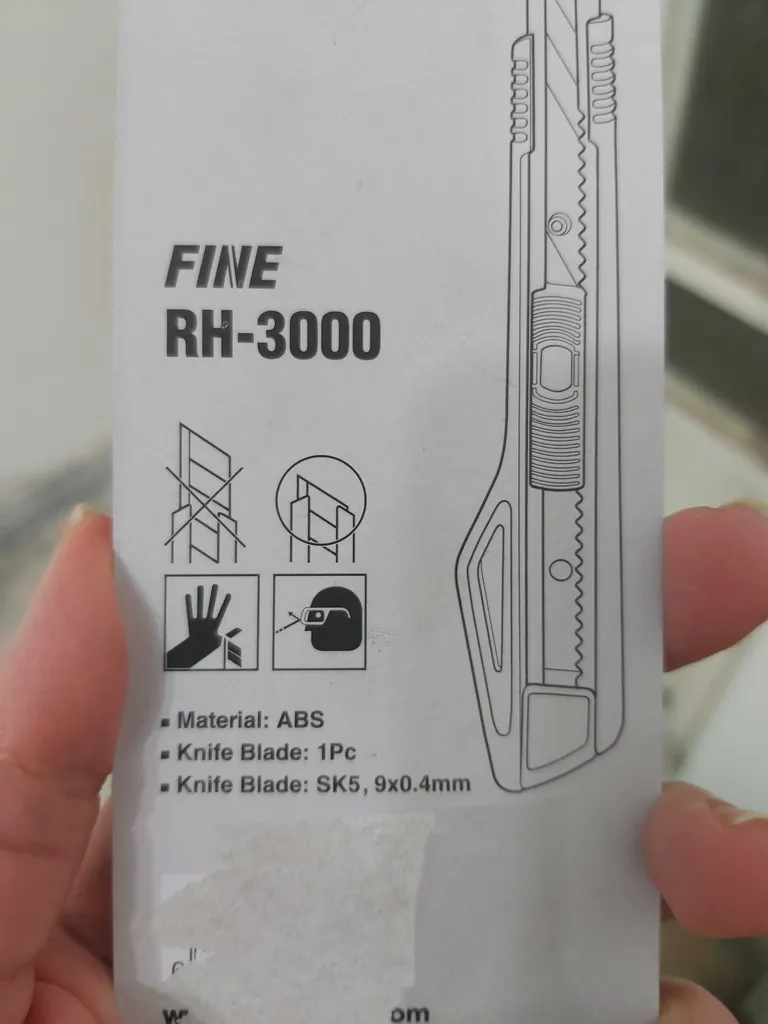 FINE
RH-3000
▪ Material: ABS
▪ Knife Blade: 1Pc
▪ Knife Blade: SK5, 9x0.4mm